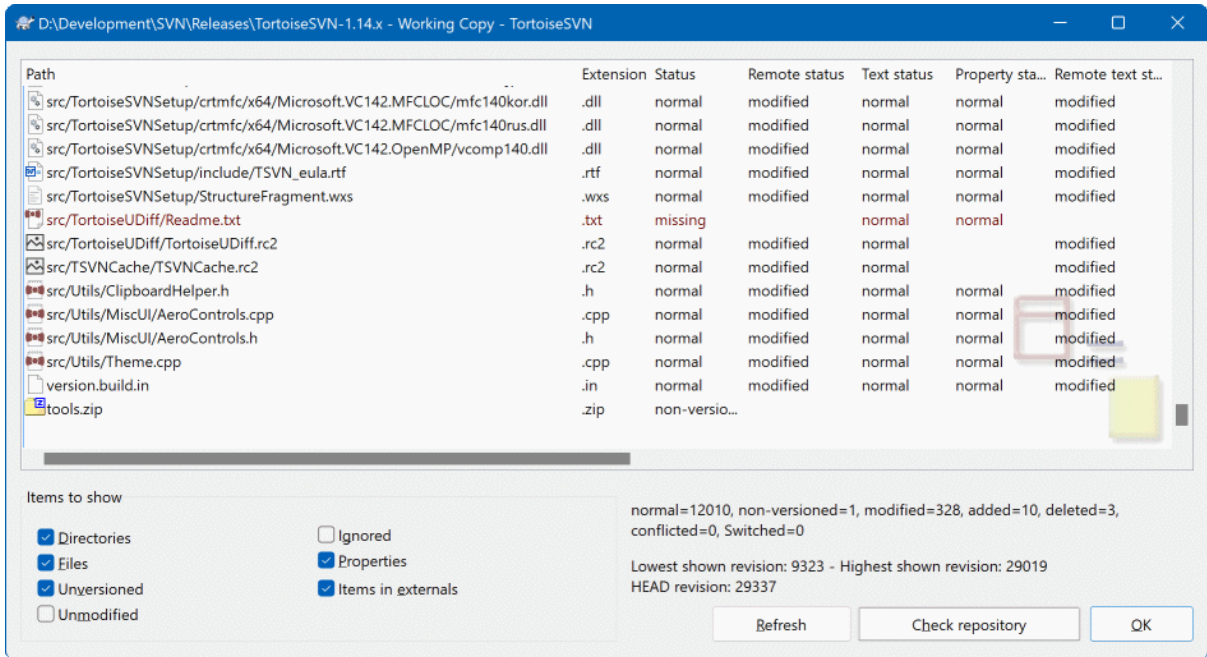 D:\Development\SVN\Releases\TortoiseSVN-1.14.x - Working Copy - TortoiseSVN
Path Extension Status Remote status Text status Property sta... Remote text st...
src/TortoiseSVNSetup/crtmfc/x64/Microsoft.VC142.MFCLOC/mfc140kor.dll .dll normal modified normal normal modified
src/TortoiseSVNSetup/crtmfc/x64/Microsoft.VC142.MFCLOC/mfc140rus.dll .dll normal modified normal normal modified
src/TortoiseSVNSetup/crtmfc/x64/Microsoft.VC142.OpenMP/vcomp140.dll .dll normal modified normal normal modified
src/TortoiseSVNSetup/include/TSVN_eula.rtf .rtf normal modified normal normal modified
src/TortoiseSVNSetup/StructureFragment.wxs .wxs normal modified normal normal modified
src/TortoiseUDiff/Readme.txt .txt missing normal normal
src/TortoiseUDiff/TortoiseUDiff.rc2 .rc2 normal modified normal modified
src/TSVNCache/TSVNCache.rc2 .rc2 normal modified normal modified
src/Utils/ClipboardHelper.h .h normal modified normal normal modified
src/Utils/MiscUI/AeroControls.cpp .cpp normal modified normal normal modified
src/Utils/MiscUI/AeroControls.h .h normal modified normal normal modified
src/Utils/Theme.cpp .cpp normal modified normal normal modified
version.build.in .in normal modified normal normal modified
tools.zip .zip non-versio...
Items to show
Directories
Files
Unversioned
Unmodified
Ignored
Properties
Items in externals
normal=12010, non-versioned=1, modified=328, added=10, deleted=3,
conflicted=0, Switched=0
Lowest shown revision: 9323 - Highest shown revision: 29019
HEAD revision: 29337
Refresh Check repository OK